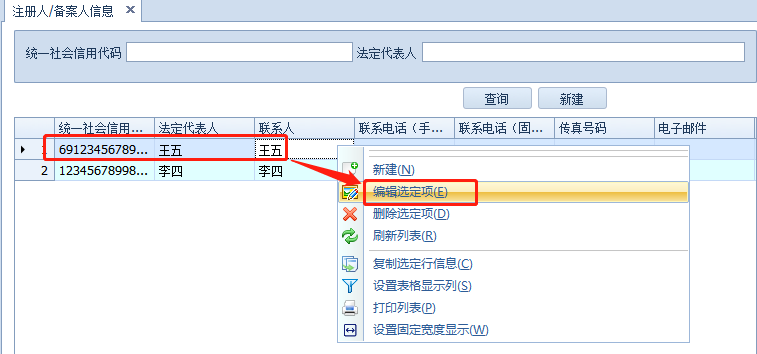 注册人/备案人信息
统一社会信用代码 法定代表人
查询 新建
统一社会信用... 法定代表人 联系人 联系电话（手... 联系电话（固... 传真号码 电子邮件
1 69123456789... 王五 王五
2 12345678998... 李四 李四
新建(N)
编辑选定项(E)
删除选定项(D)
刷新列表(R)
复制选定行信息(C)
设置表格显示列(S)
打印列表(P)
设置固定宽度显示(W)